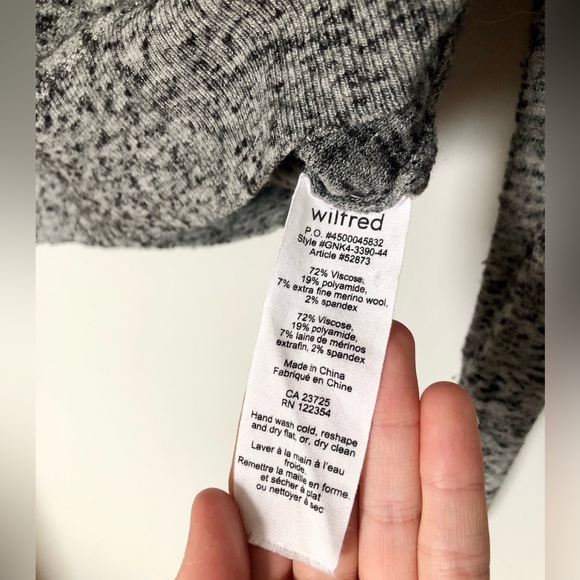 wilfred
P.O. #4500045832
Style #GNK4-3390-44
Article #52873
72% Viscose,
19% polyamide,
7% extra fine merino wool,
2% spandex
72% Viscose,
19% polyamide,
7% laine de mérinos
extrafin, 2% spandex
Made in China
Fabriqué en Chine
CA 23725
RN 122354
Hand wash cold, reshape
and dry flat, or, dry clean
Laver à la main à l'eau
froide.
Remettre la maille en forme.
et sécher à plat
ou nettoyer à sec